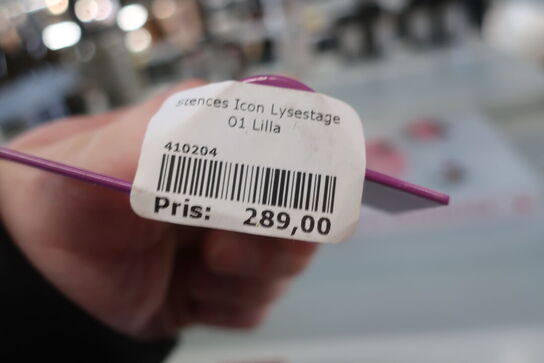 Icon Lysestage
01 Lilla
410204
Pris: 289,00